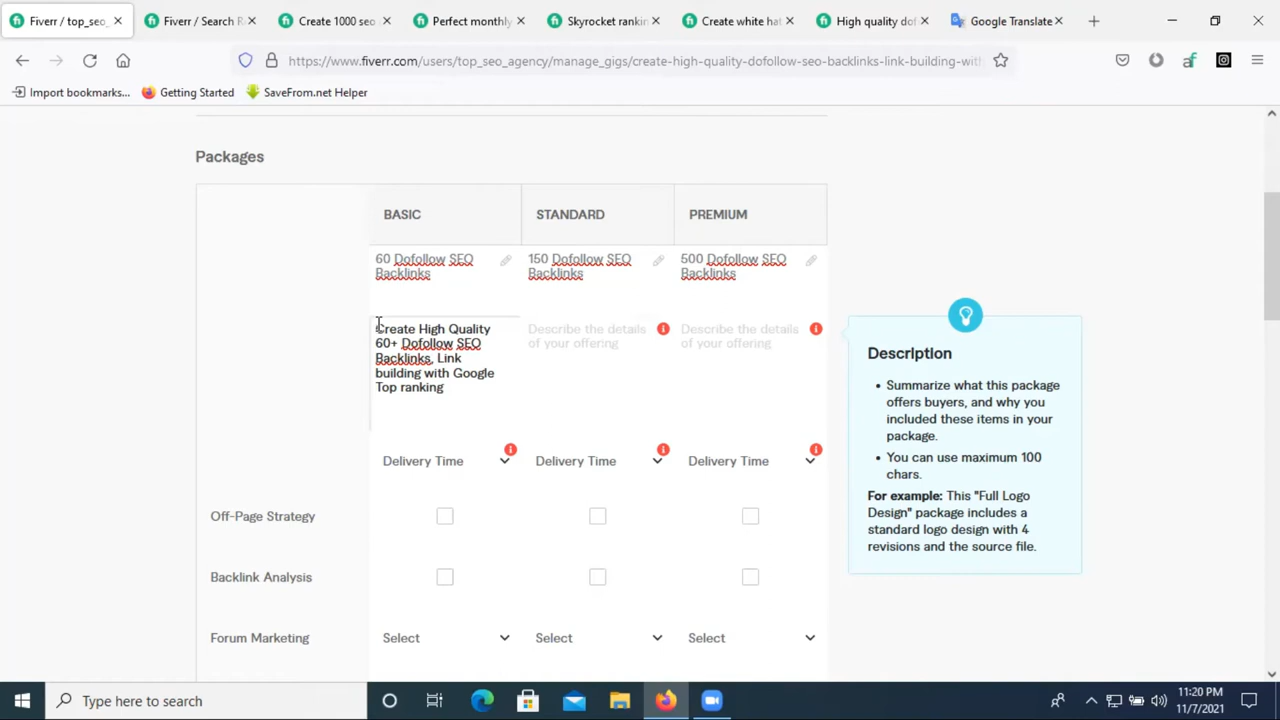 Fiverr / top_seo_
Fiverr / Search R
Create 1000 seo
Perfect monthly
Skyrocket rankin
Create white hat
High quality dof
Google Translate
https://www.fiverr.com/users/top_seo_agency/manage_gigs/create-high-quality-dofollow-seo-backlinks-link-building-with
Import bookmarks...
Getting Started
SaveFrom.net Helper
Packages
BASIC
STANDARD
PREMIUM
60 Dofollow SEO
Backlinks
150 Dofollow SEO
Backlinks
500 Dofollow SEO
Backlinks
Create High Quality
60+ Dofollow SEO
Backlinks, Link
building with Google
Top ranking
Describe the details
of your offering
Describe the details
of your offering
Delivery Time
Delivery Time
Delivery Time
Off-Page Strategy
Backlink Analysis
Forum Marketing
Select
Select
Select
Description
• Summarize what this package
offers buyers, and why you
included these items in your
package.
• You can use maximum 100
chars.
For example: This "Full Logo
Design" package includes a
standard logo design with 4
revisions and the source file.
Type here to search
11:20 PM
11/7/2021